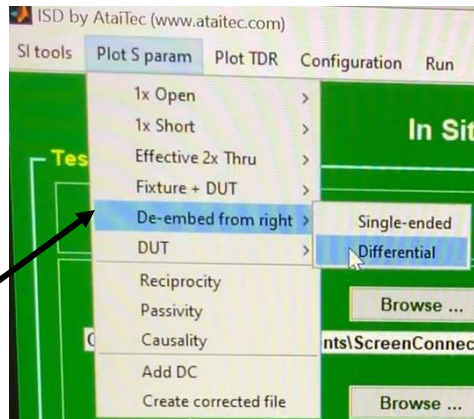 ISD by AtaiTec (www.ataitec.com)
SI tools Plot S param Plot TDR Configuration Run
1x Open >
1x Short >
Effective 2x Thru >
Fixture + DUT >
De-embed from right >
DUT >
Reciprocity
Passivity
Causality
Add DC
Create corrected file
Single-ended
Differential
In Sit
Tes
Browse ...
C
nts\ScreenConnec
Browse ...